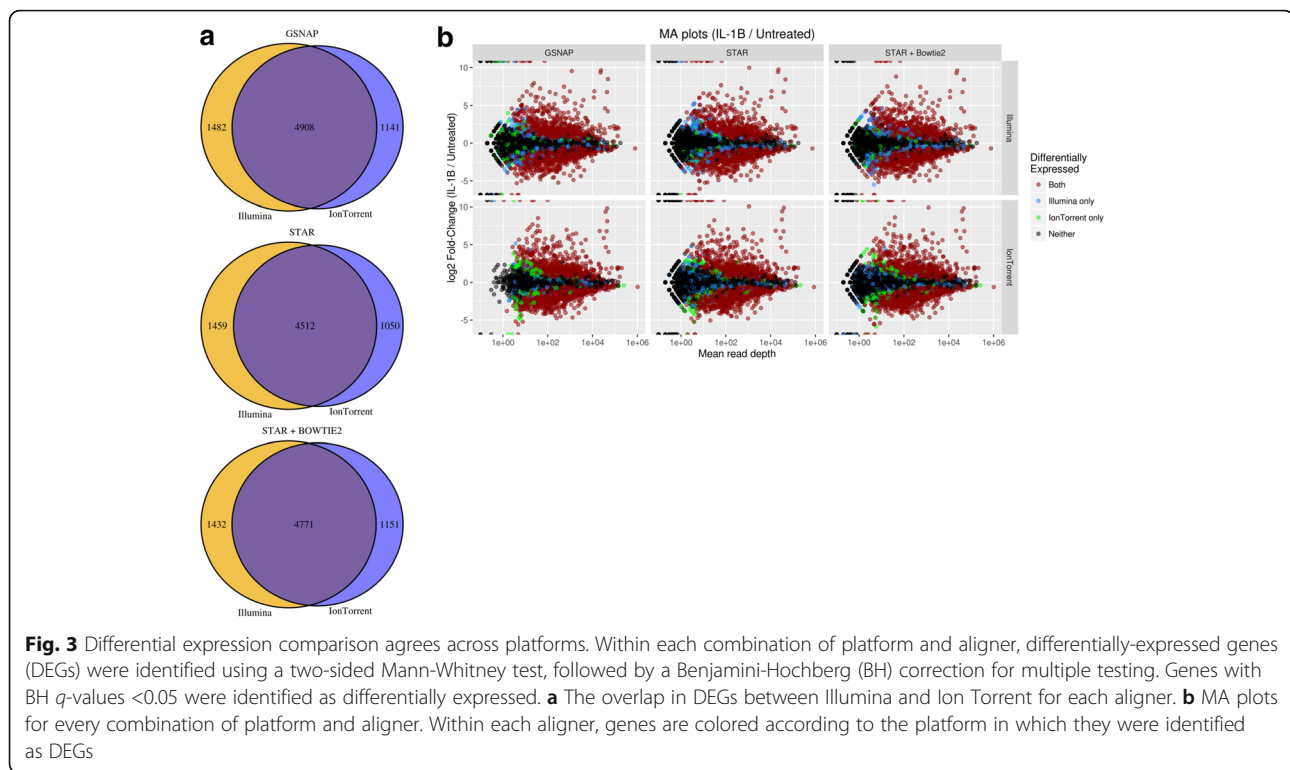 a
GSNAP
1482
4908
1141
Illumina
IonTorrent
STAR
1459
4512
1050
Illumina
IonTorrent
STAR + BOWTIE2
1432
4771
1151
Illumina
IonTorrent
b
MA plots (IL-1B / Untreated)
GSNAP
STAR
STAR + Bowtie2
10
5
0
-5
Illumina
10
5
0
-5
IonTorrent
log2 Fold-Change (IL-1B / Untreated)
1e+00
1e+02
1e+04
1e+06
1e+00
1e+02
1e+04
1e+06
1e+00
1e+02
1e+04
1e+06
Mean read depth
Differentially
Expressed
Both
Illumina only
IonTorrent only
Neither
Fig. 3 Differential expression comparison agrees across platforms. Within each combination of platform and aligner, differentially-expressed genes
(DEGs) were identified using a two-sided Mann-Whitney test, followed by a Benjamini-Hochberg (BH) correction for multiple testing. Genes with
BH q-values <0.05 were identified as differentially expressed. a The overlap in DEGs between Illumina and Ion Torrent for each aligner. b MA plots
for every combination of platform and aligner. Within each aligner, genes are colored according to the platform in which they were identified
as DEGs